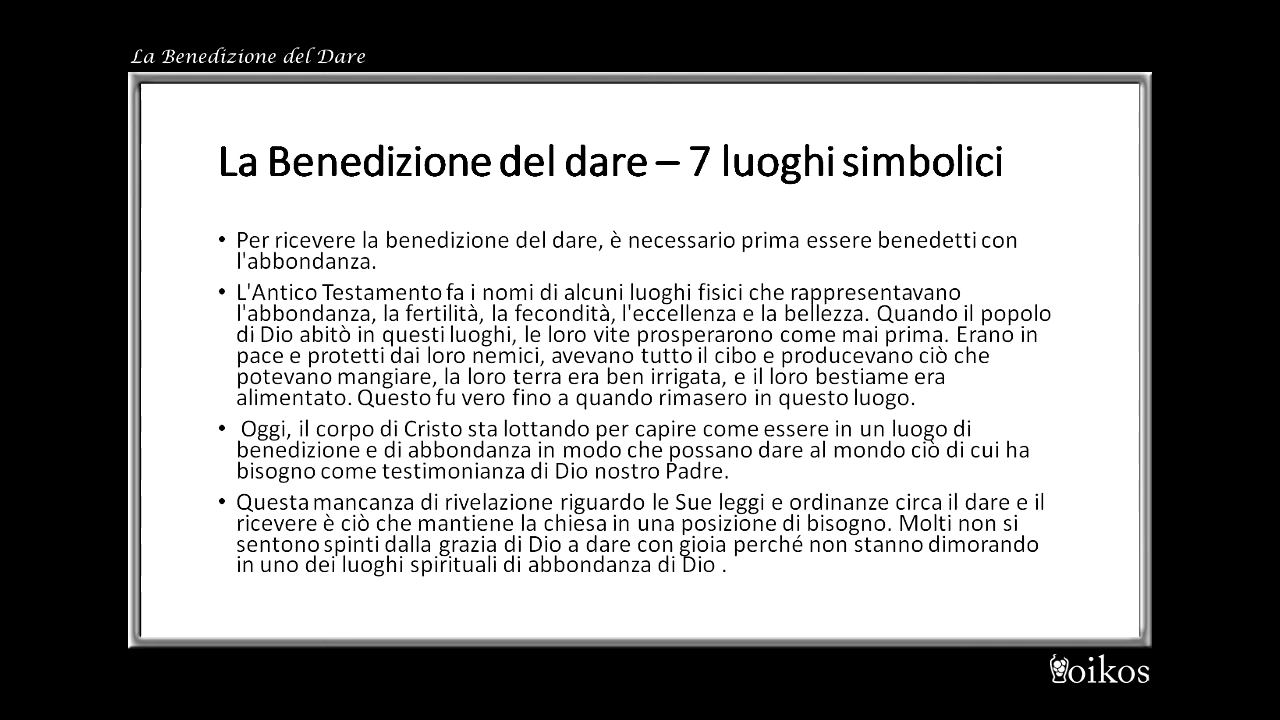 La Benedizione del Dare
La Benedizione del dare – 7 luoghi simbolici
• Per ricevere la benedizione del dare, è necessario prima essere benedetti con
l'abbondanza.
• L'Antico Testamento fa i nomi di alcuni luoghi fisici che rappresentavano
l'abbondanza, la fertilità, la fecondità, l'eccellenza e la bellezza. Quando il popolo
di Dio abitò in questi luoghi, le loro vite prosperarono come mai prima. Erano in
pace e protetti dai loro nemici, avevano tutto il cibo e producevano ciò che
potevano mangiare, la loro terra era ben irrigata, e il loro bestiame era
alimentato. Questo fu vero fino a quando rimasero in questo luogo.
• Oggi, il corpo di Cristo sta lottando per capire come essere in un luogo di
benedizione e di abbondanza in modo che possano dare al mondo ciò di cui ha
bisogno come testimonianza di Dio nostro Padre.
• Questa mancanza di rivelazione riguardo le Sue leggi e ordinanze circa il dare e il
ricevere è ciò che mantiene la chiesa in una posizione di bisogno. Molti non si
sentono spinti dalla grazia di Dio a dare con gioia perché non stanno dimorando
in uno dei luoghi spirituali di abbondanza di Dio .
oikos